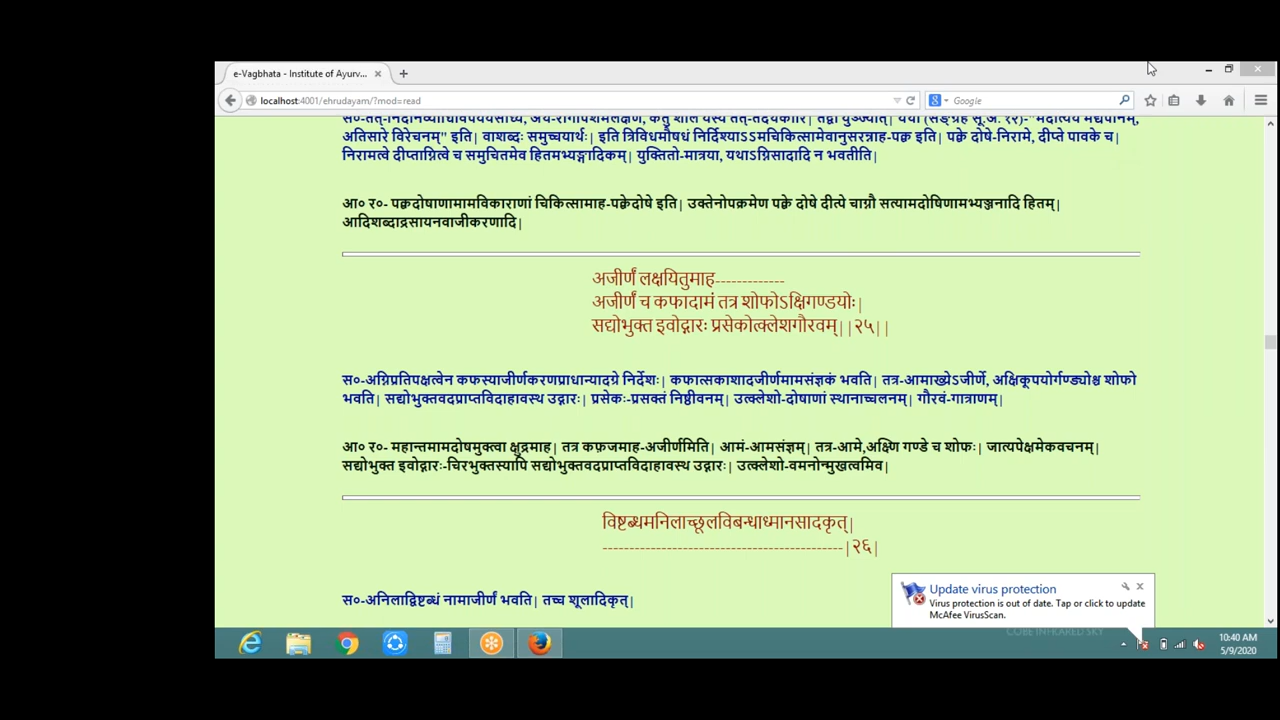 e-Vagbhata - Institute of Ayurv...
localhost:4001/ehrudayam/?mod=read
Google
अतिसारे विरेचनम्" इति| वाशब्दः समुच्चयार्थः| इति त्रिविधमौषधं निर्दिश्याऽऽमचिकित्सामेवानुसरन्नाह-पक्व इति| पक्वे दोषे-निरामे, दीप्ते पावके च|
निरामत्वे दीप्ताग्नित्वे च समुचितमेव हितमभ्यङ्गादिकम्| युक्तितो-मात्रया, यथाऽग्निसादादि न भवतीति|
आ० र०- पक्वदोषाणामामविकाराणां चिकित्सामाह-पक्वेदोषे इति| उक्तेनोपक्रमेण पक्वे दोषे दीप्ते चाग्नौ सत्यामदोषिणामभ्यञ्जनादि हितम्|
आदिशब्दाद्रसायनवाजीकरणादि|
अजीर्णं लक्षयितुमाह-------------
अजीर्णं च कफादामं तत्र शोफोऽक्षिगण्डयोः|
सद्योभुक्त इवोद्गारः प्रसेकोत्क्लेशगौरवम्||२५||
स०-अग्निप्रतिपक्षत्वेन कफस्याजीर्णकरणप्राधान्यादग्रे निर्देशः| कफात्सकाशादजीर्णमामसंज्ञकं भवति| तत्र-आमाख्येऽजीर्णे, अक्षिकूपयोर्गण्ड्योश्च शोफो
भवति| सद्योभुक्तवदप्राप्तविदाहावस्थ उद्गारः| प्रसेकः-प्रसक्तं निष्ठीवनम्| उत्क्लेशो-दोषाणां स्थानाच्चलनम्| गौरवं-गात्राणाम्|
आ० र०- महान्तमामदोषमुक्त्वा क्षुद्रमाह| तत्र कफ़जमाह-अजीर्णमिति| आमं-आमसंज्ञम्| तत्र-आमे,अक्ष्णि गण्डे च शोफः| जात्यपेक्षमेकवचनम्|
सद्योभुक्त इवोद्गारः-चिरभुक्तस्यापि सद्योभुक्तवदप्राप्तविदाहावस्थ उद्गारः| उत्क्लेशो-वमनोन्मुखत्वमिव|
विष्टब्धमनिलाच्छूलविबन्धाध्मानसादकृत्|
--------------------------------------------|२६|
स०-अनिलाद्विष्टब्धं नामाजीर्णं भवति| तच्च शूलादिकृत्|
Update virus protection
Virus protection is out of date. Tap or click to update
McAfee VirusScan.
10:40 AM
5/9/2020